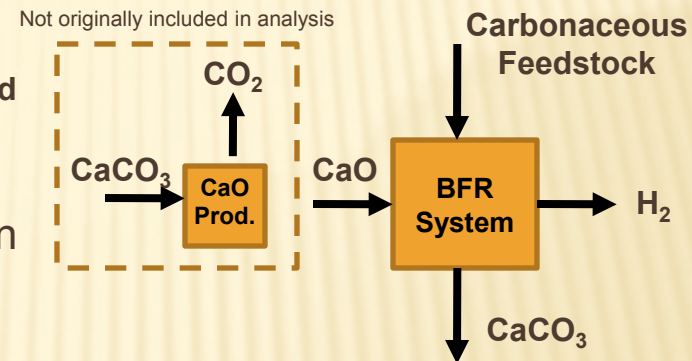 Not originally included in analysis
Carbonaceous
Feedstock
d
CO₂
CaCO₃
CaO
Prod.
CaO
BFR
System
H₂
n
CaCO₃